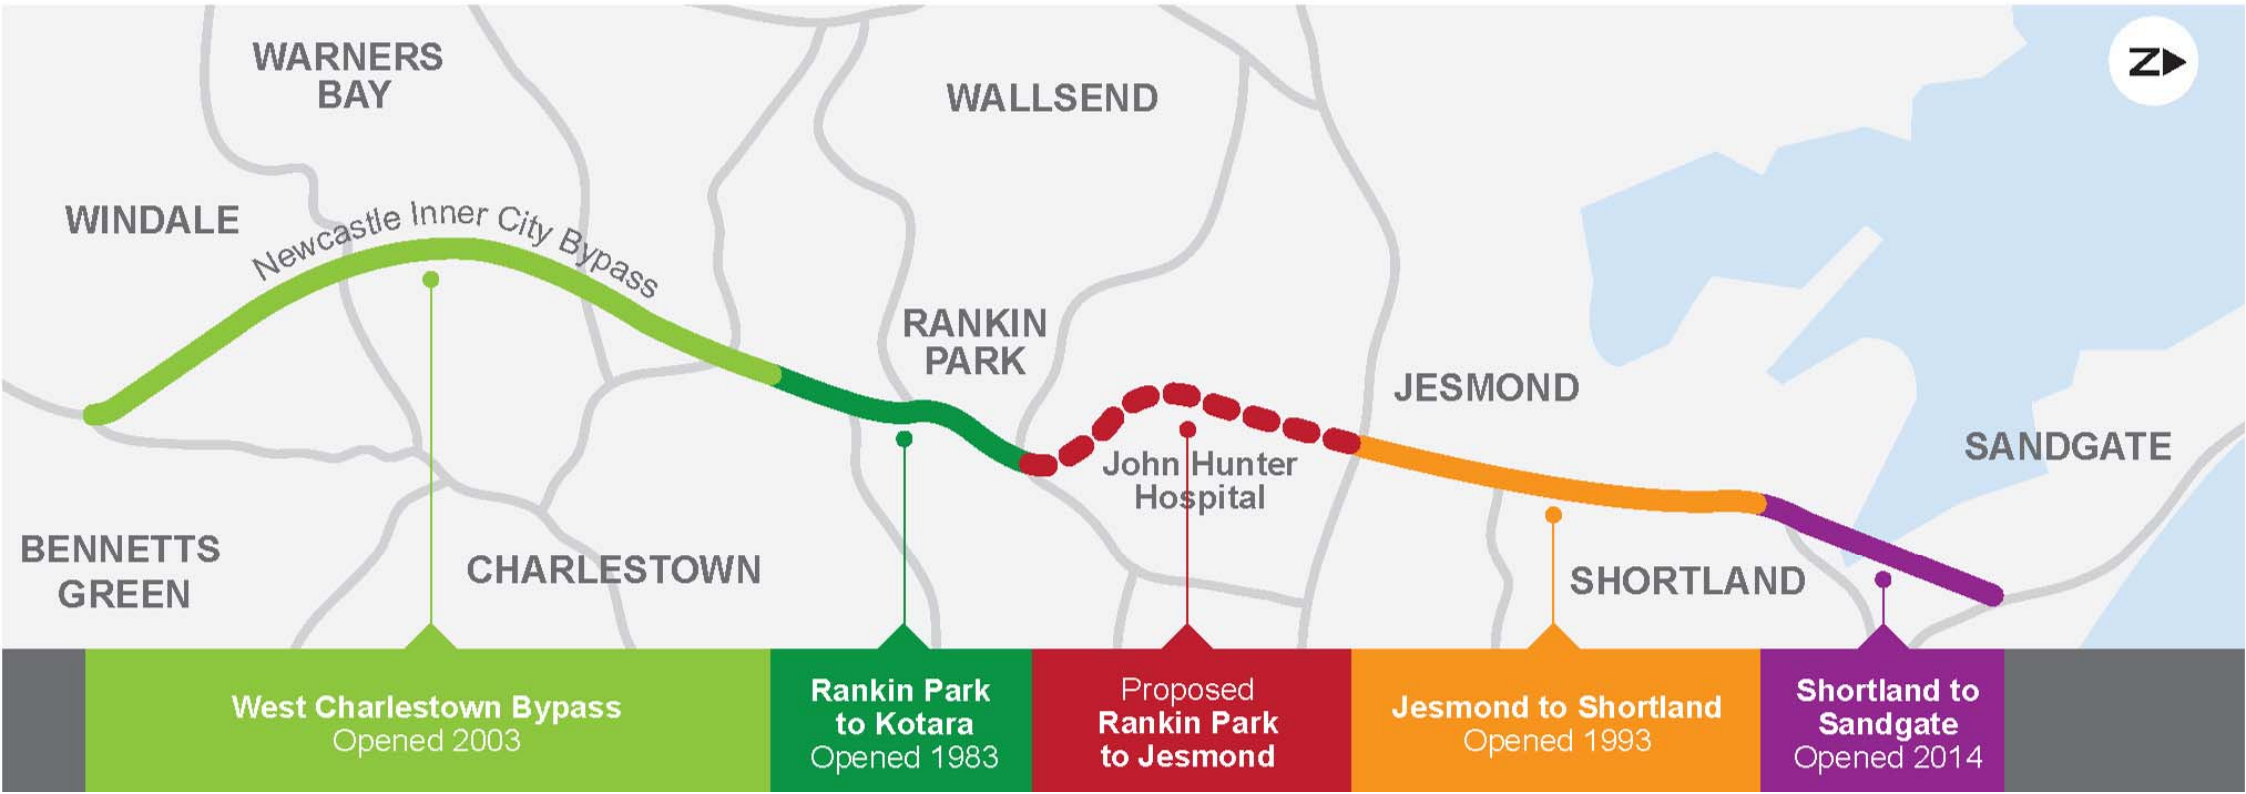 WARNERS
BAY
WALLSEND
Z
WINDALE
Newcastle Inner City Bypass
RANKIN
PARK
JESMOND
SANDGATE
John Hunter
Hospital
BENNETTS
GREEN
CHARLESTOWN
SHORTLAND
West Charlestown Bypass
Opened 2003
Rankin Park
to Kotara
Opened 1983
Proposed
Rankin Park
to Jesmond
Jesmond to Shortland
Opened 1993
Shortland to
Sandgate
Opened 2014